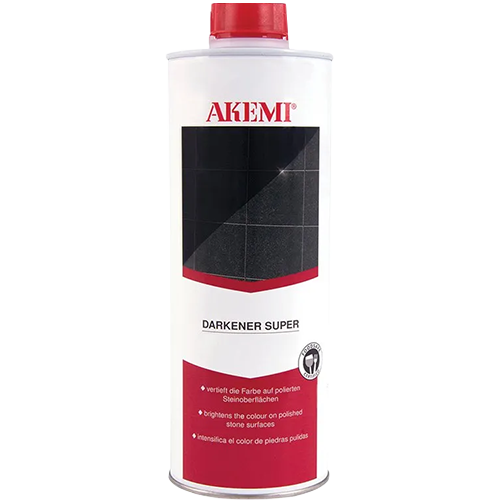 AKEMI®
DARKENER SUPER
FOODSAFE
vertieft die Farbe auf polierten
Steinoberflächen
brightens the colour on polished
stone surfaces
intensifica el color de piedras pulidas